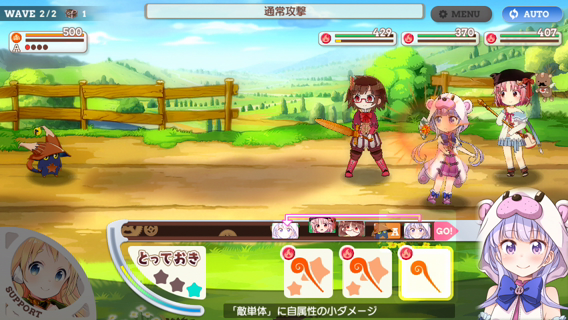 WAVE 2/2 1
通常攻撃
MENU
AUTO
500
A
429
370
407
A
GO!
とっておき
SUPPORT
「敵単体」に自属性の小ダメージ